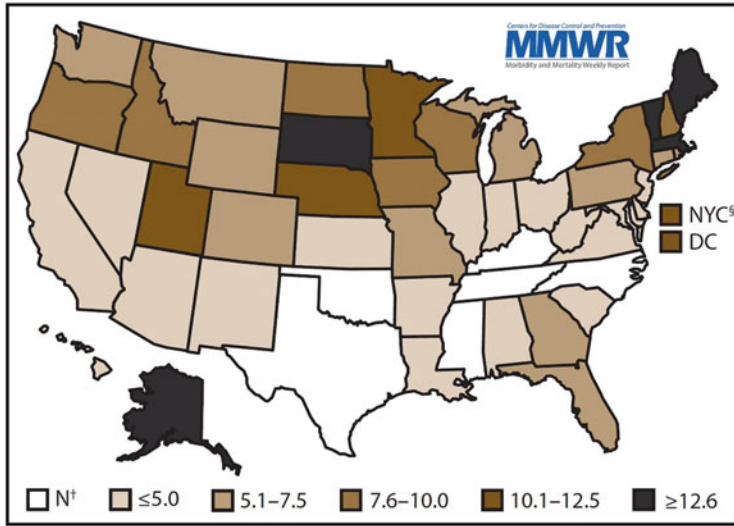 Centers for Disease Control and Prevention
MMWR
Morbidity and Mortality Weekly Report
NYC§
DC
N† ≤5.0 5.1–7.5 7.6–10.0 10.1–12.5 ≥12.6